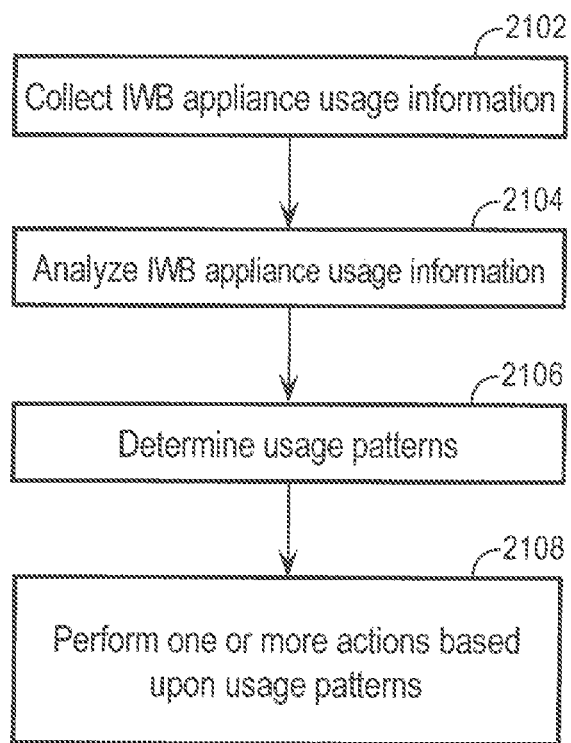 2102
Collect IWB appliance usage information
2104
Analyze IWB appliance usage information
2106
Determine usage patterns
2108
Perform one or more actions based
upon usage patterns